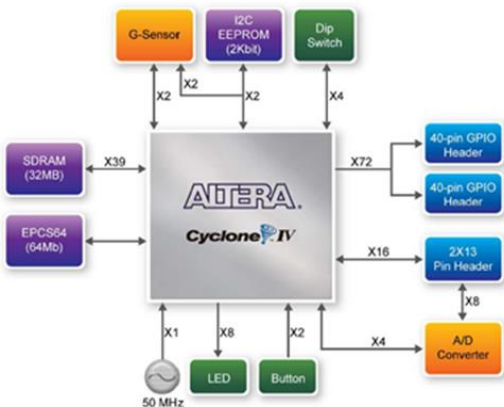 G-Sensor
I2C
EEPROM
(2Kbit)
Dip
Switch
X2
X2
X2
X4
SDRAM
(32MB)
X39
X72
40-pin GPIO
Header
40-pin GPIO
Header
ALTERA.
Cyclone IV
EPCS64
(64Mb)
X16
2X13
Pin Header
X8
X1
X8
X2
X4
A/D
Converter
LED
Button
50 MHz